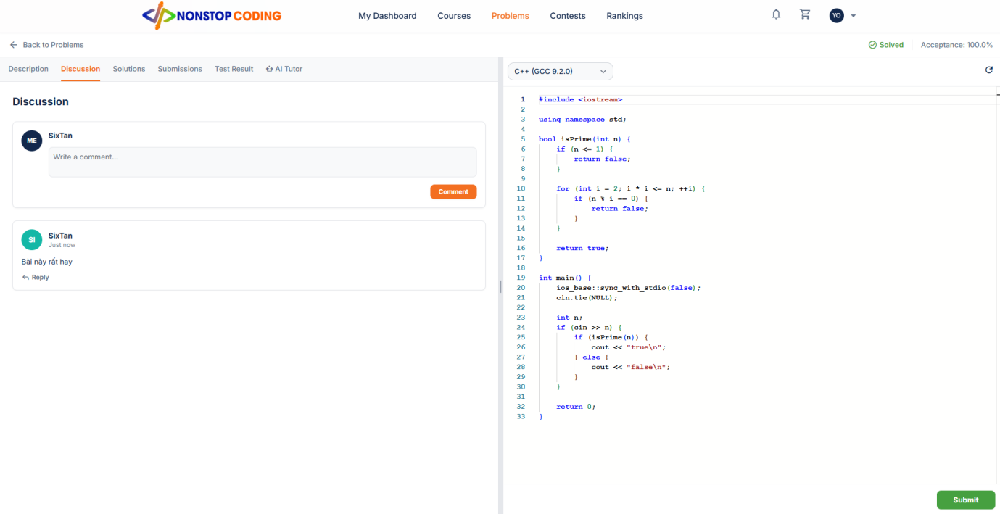 NONSTOP CODING
My Dashboard Courses Problems Contests Rankings YO
Back to Problems Solved Acceptance: 100.0%
Description Discussion Solutions Submissions Test Result AI Tutor
Discussion
ME SixTan
Write a comment...
Comment
SI SixTan
Just now
Bài này rất hay
Reply
C++ (GCC 9.2.0)
1 #include <iostream>
2
3 using namespace std;
4
5 bool isPrime(int n) {
6     if (n <= 1) {
7         return false;
8     }
9
10     for (int i = 2; i * i <= n; ++i) {
11         if (n % i == 0) {
12             return false;
13         }
14     }
15
16     return true;
17 }
18
19 int main() {
20     ios_base::sync_with_stdio(false);
21     cin.tie(NULL);
22
23     int n;
24     if (cin >> n) {
25         if (isPrime(n)) {
26             cout << "true\n";
27         } else {
28             cout << "false\n";
29         }
30     }
31
32     return 0;
33 }
Submit